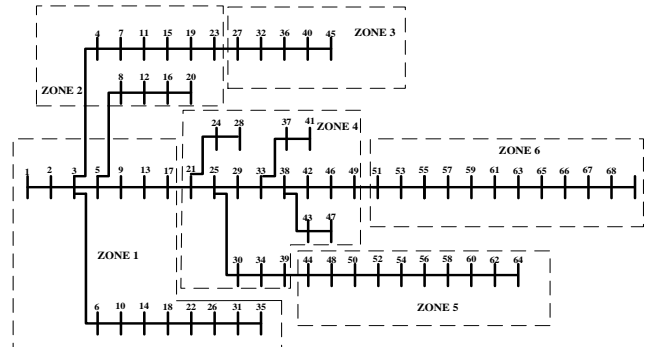 4 7 11 15 19 23 27 32 36 40 45 ZONE 3
ZONE 2 8 12 16 20
24 28 37 41 ZONE 4
ZONE 6
1 2 3 5 9 13 17 21 25 29 33 38 42 46 49 51 53 55 57 59 61 63 65 66 67 68
43 47
ZONE 1 30 34 39 44 48 50 52 54 56 58 60 62 64
ZONE 5
6 10 14 18 22 26 31 35